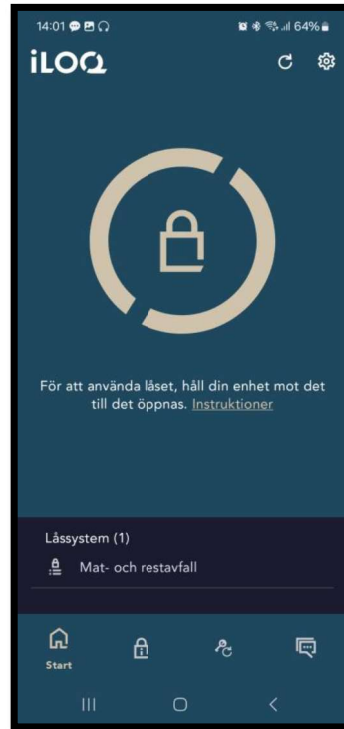 14:01 64%
iLOQ
För att använda låset, håll din enhet mot det
till det öppnas. Instruktioner
Låssystem (1)
Mat- och restavfall
Start